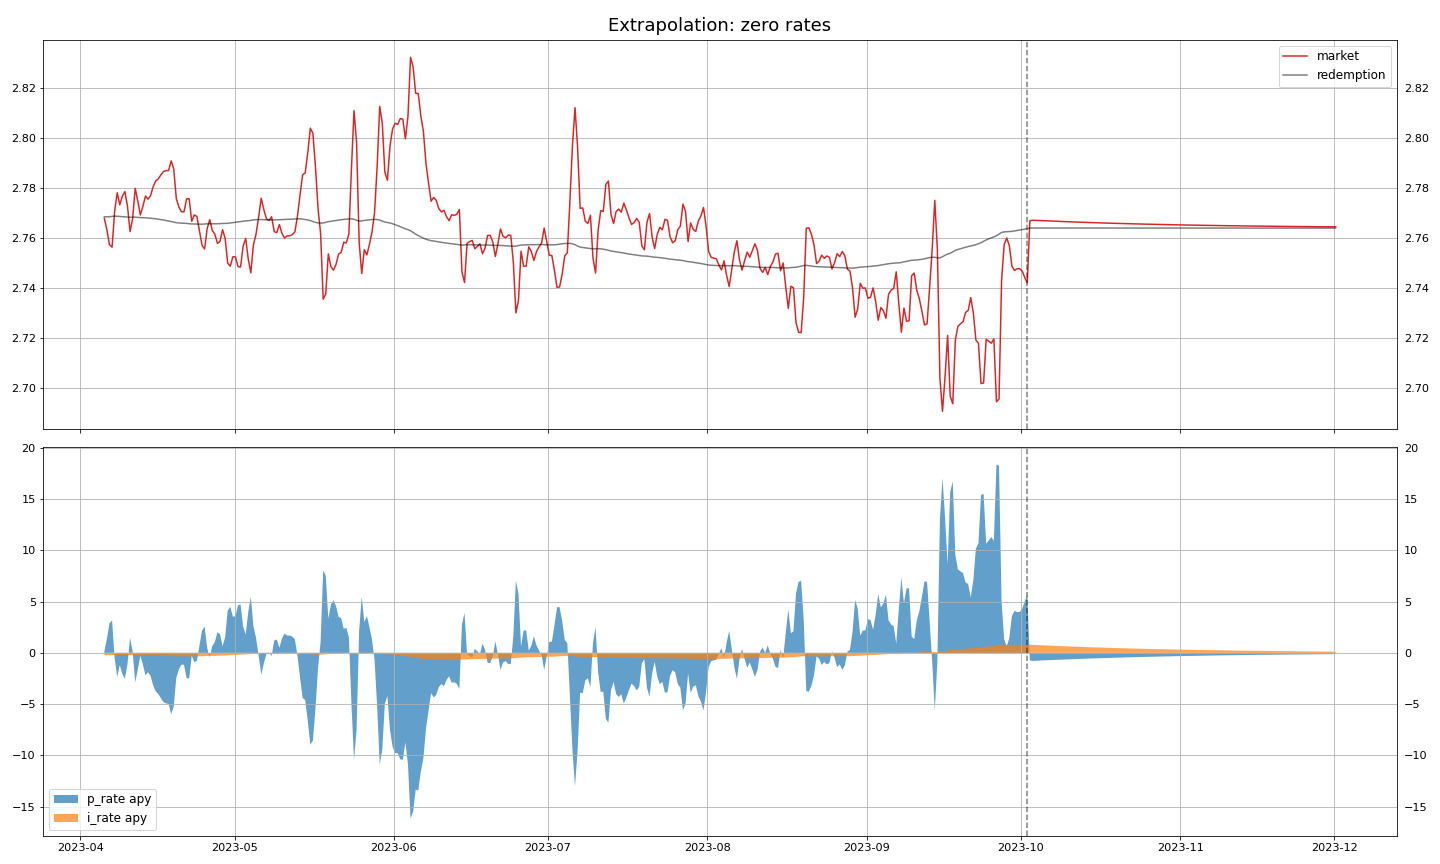 Extrapolation: zero rates
market
redemption
2.82 2.82
2.80 2.80
2.78 2.78
2.76 2.76
2.74 2.74
2.72 2.72
2.70 2.70
20 20
15 15
10 10
5 5
0 0
−5 −5
−10 −10
−15 −15
p_rate apy
i_rate apy
2023-04 2023-05 2023-06 2023-07 2023-08 2023-09 2023-10 2023-11 2023-12